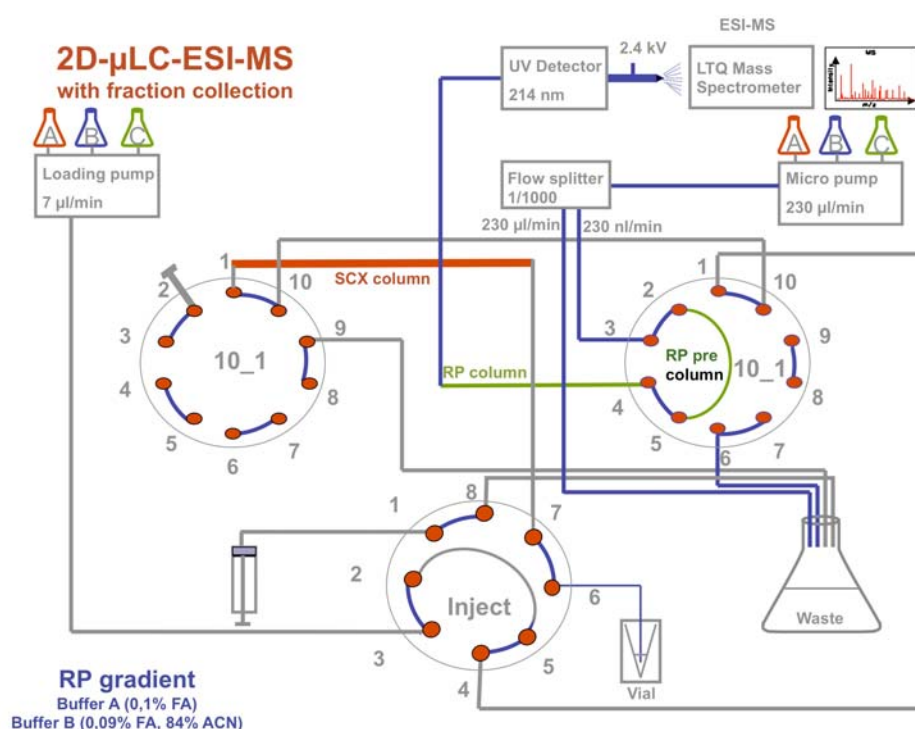 2D-µLC-ESI-MS
with fraction collection
ESI-MS
2.4 kV
UV Detector
214 nm
LTQ Mass
Spectrometer
MS
Intensity
m/z
A B C
Loading pump
7 µl/min
A B C
Micro pump
230 µl/min
Flow splitter
1/1000
230 µl/min 230 nl/min
SCX column
1
2
3
4
5
6
7
8
9
10
10_1
RP column
RP pre
column
1
2
3
4
5
6
7
8
9
10
10_1
1
2
3
4
5
6
7
8
Inject
Vial
Waste
RP gradient
Buffer A (0,1% FA)
Buffer B (0,09% FA, 84% ACN)